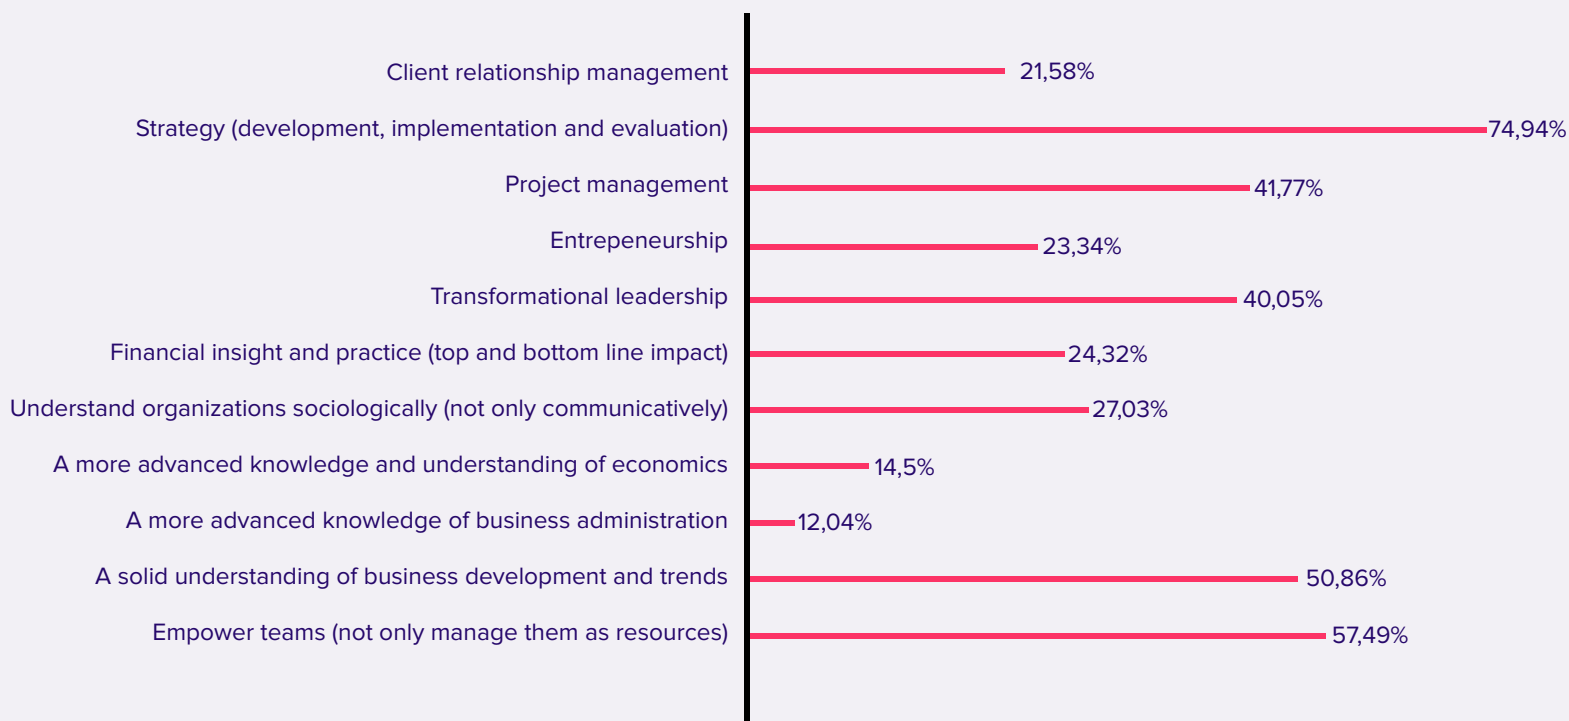 Client relationship management 21,58%
Strategy (development, implementation and evaluation) 74,94%
Project management 41,77%
Entrepeneurship 23,34%
Transformational leadership 40,05%
Financial insight and practice (top and bottom line impact) 24,32%
Understand organizations sociologically (not only communicatively) 27,03%
A more advanced knowledge and understanding of economics 14,5%
A more advanced knowledge of business administration 12,04%
A solid understanding of business development and trends 50,86%
Empower teams (not only manage them as resources) 57,49%